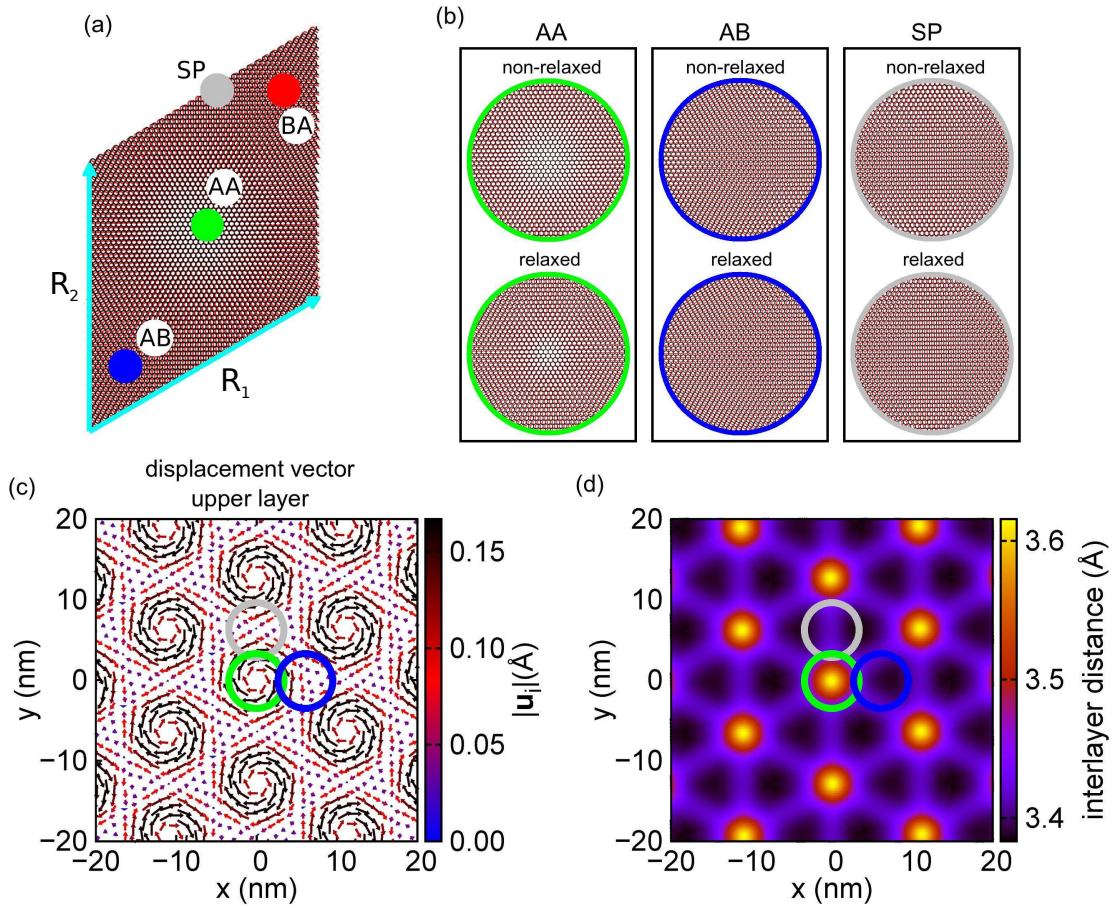 (a)
SP
BA
AA
R2
AB
R1
(b)
AA
AB
SP
non-relaxed
non-relaxed
non-relaxed
relaxed
relaxed
relaxed
(c)
displacement vector
upper layer
20
10
0
−10
−20
y (nm)
−20
−10
0
10
20
x (nm)
0.15
0.10
0.05
0.00
|ui|(Å)
(d)
20
10
0
−10
−20
y (nm)
−20
−10
0
10
20
x (nm)
3.6
3.5
3.4
interlayer distance (Å)